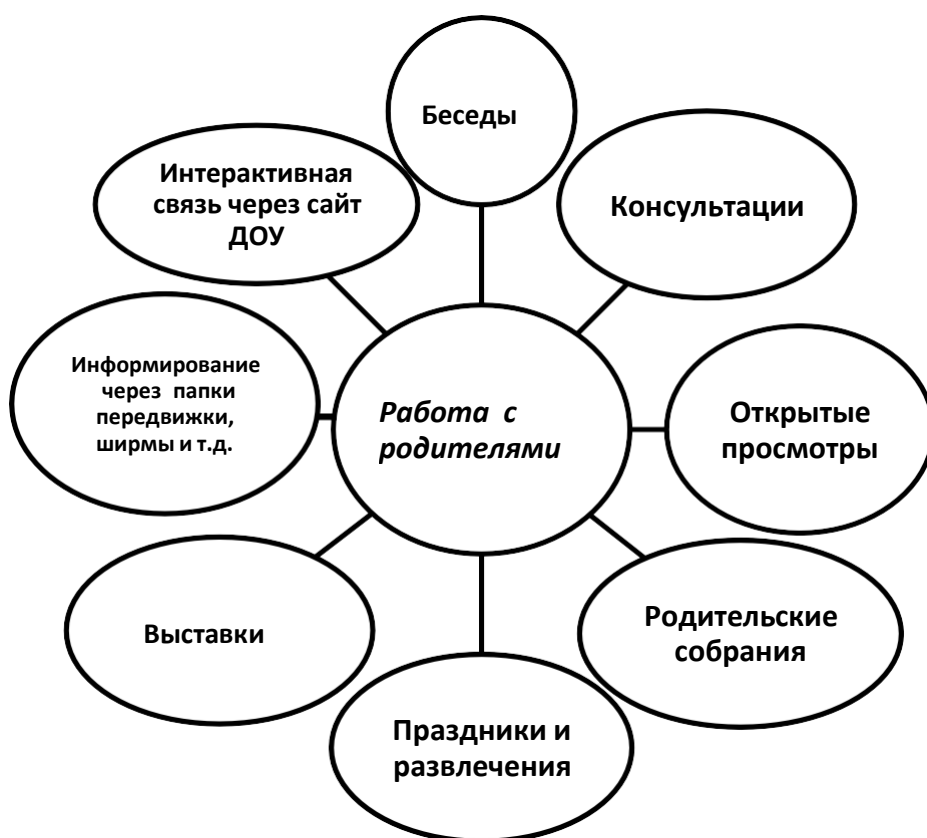 Беседы
Интерактивная
связь через сайт
ДОУ
Консультации
Информирование
через папки
передвижки,
ширмы и т.д.
Работа с
родителями
Открытые
просмотры
Выставки
Родительские
собрания
Праздники и
развлечения